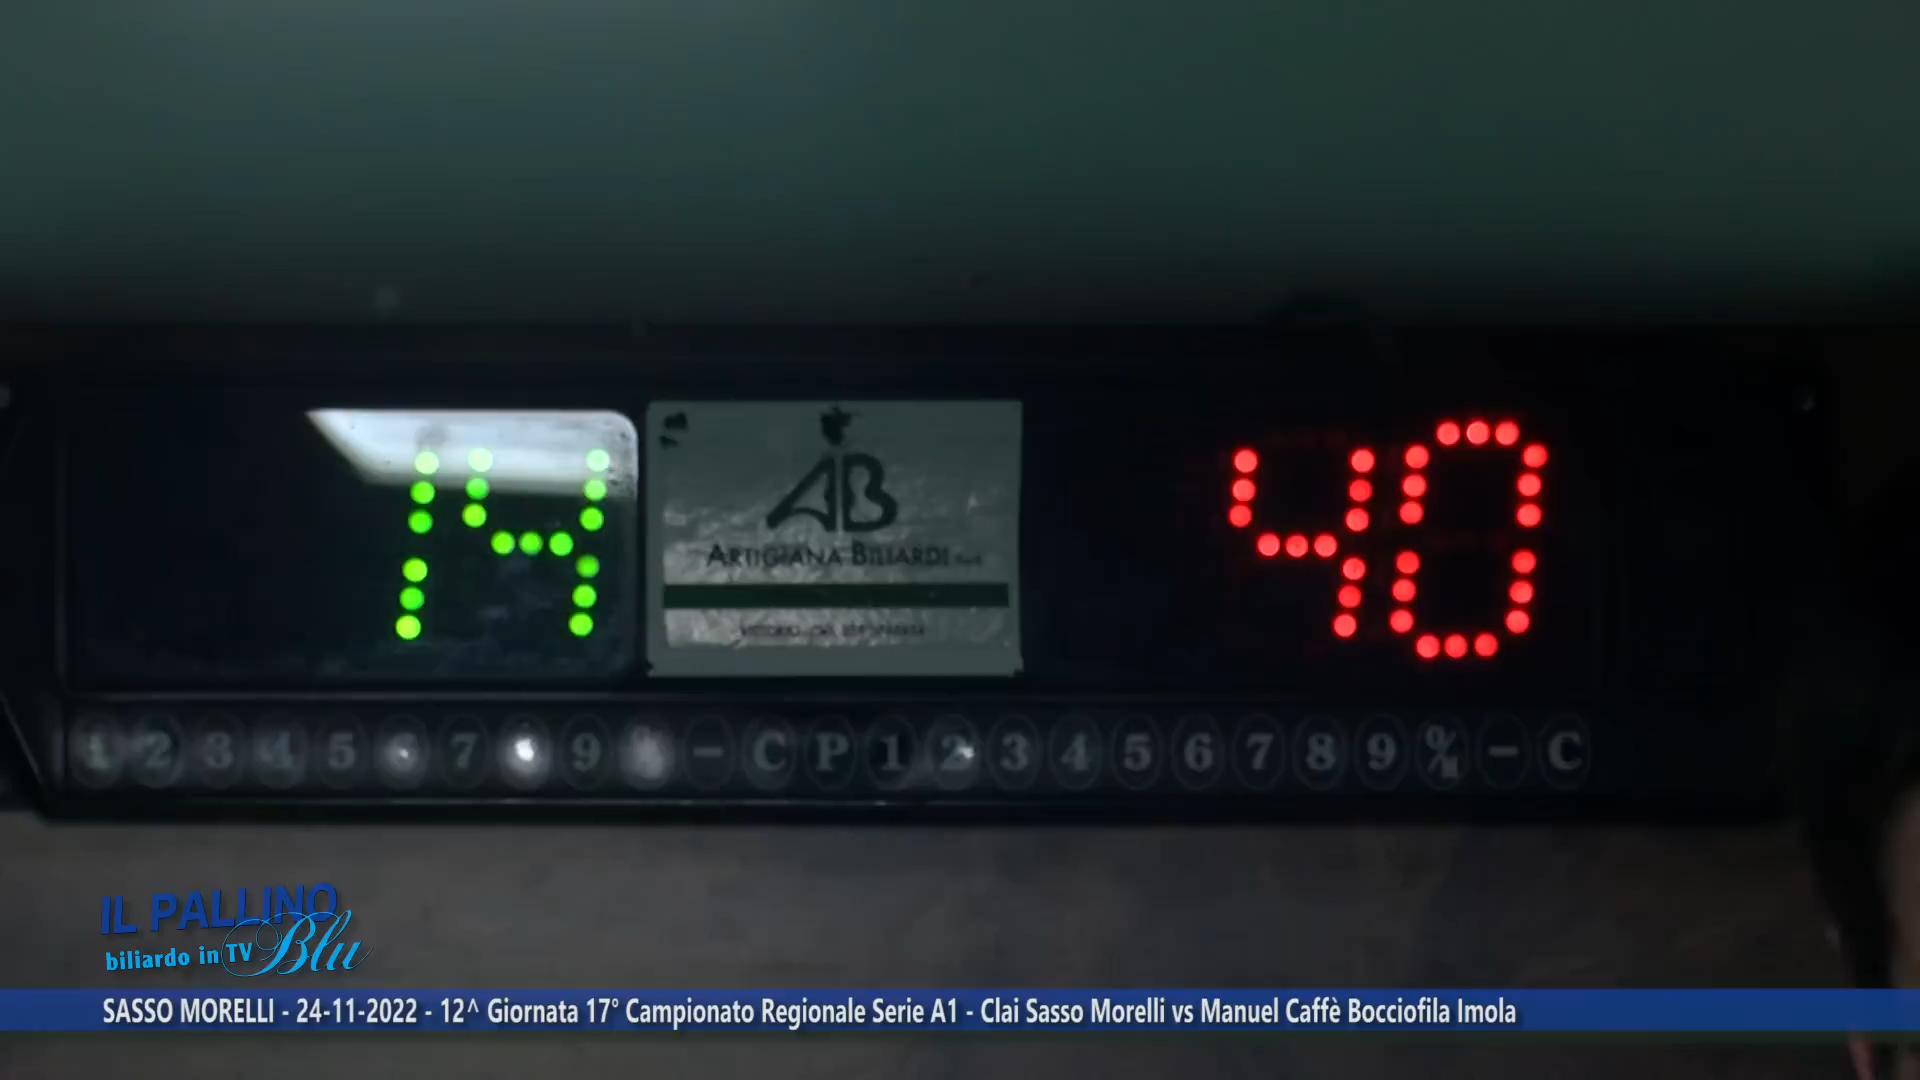 14 40
AB
ARTIGIANA BILIARDI
1 2 3 4 5 6 7 9 % - C P 1 2 3 4 5 6 7 8 9 % - C
IL PALLINO
Blu
biliardo in TV
SASSO MORELLI - 24-11-2022 - 12^ Giornata 17° Campionato Regionale Serie A1 - Clai Sasso Morelli vs Manuel Caffè Bocciofila Imola